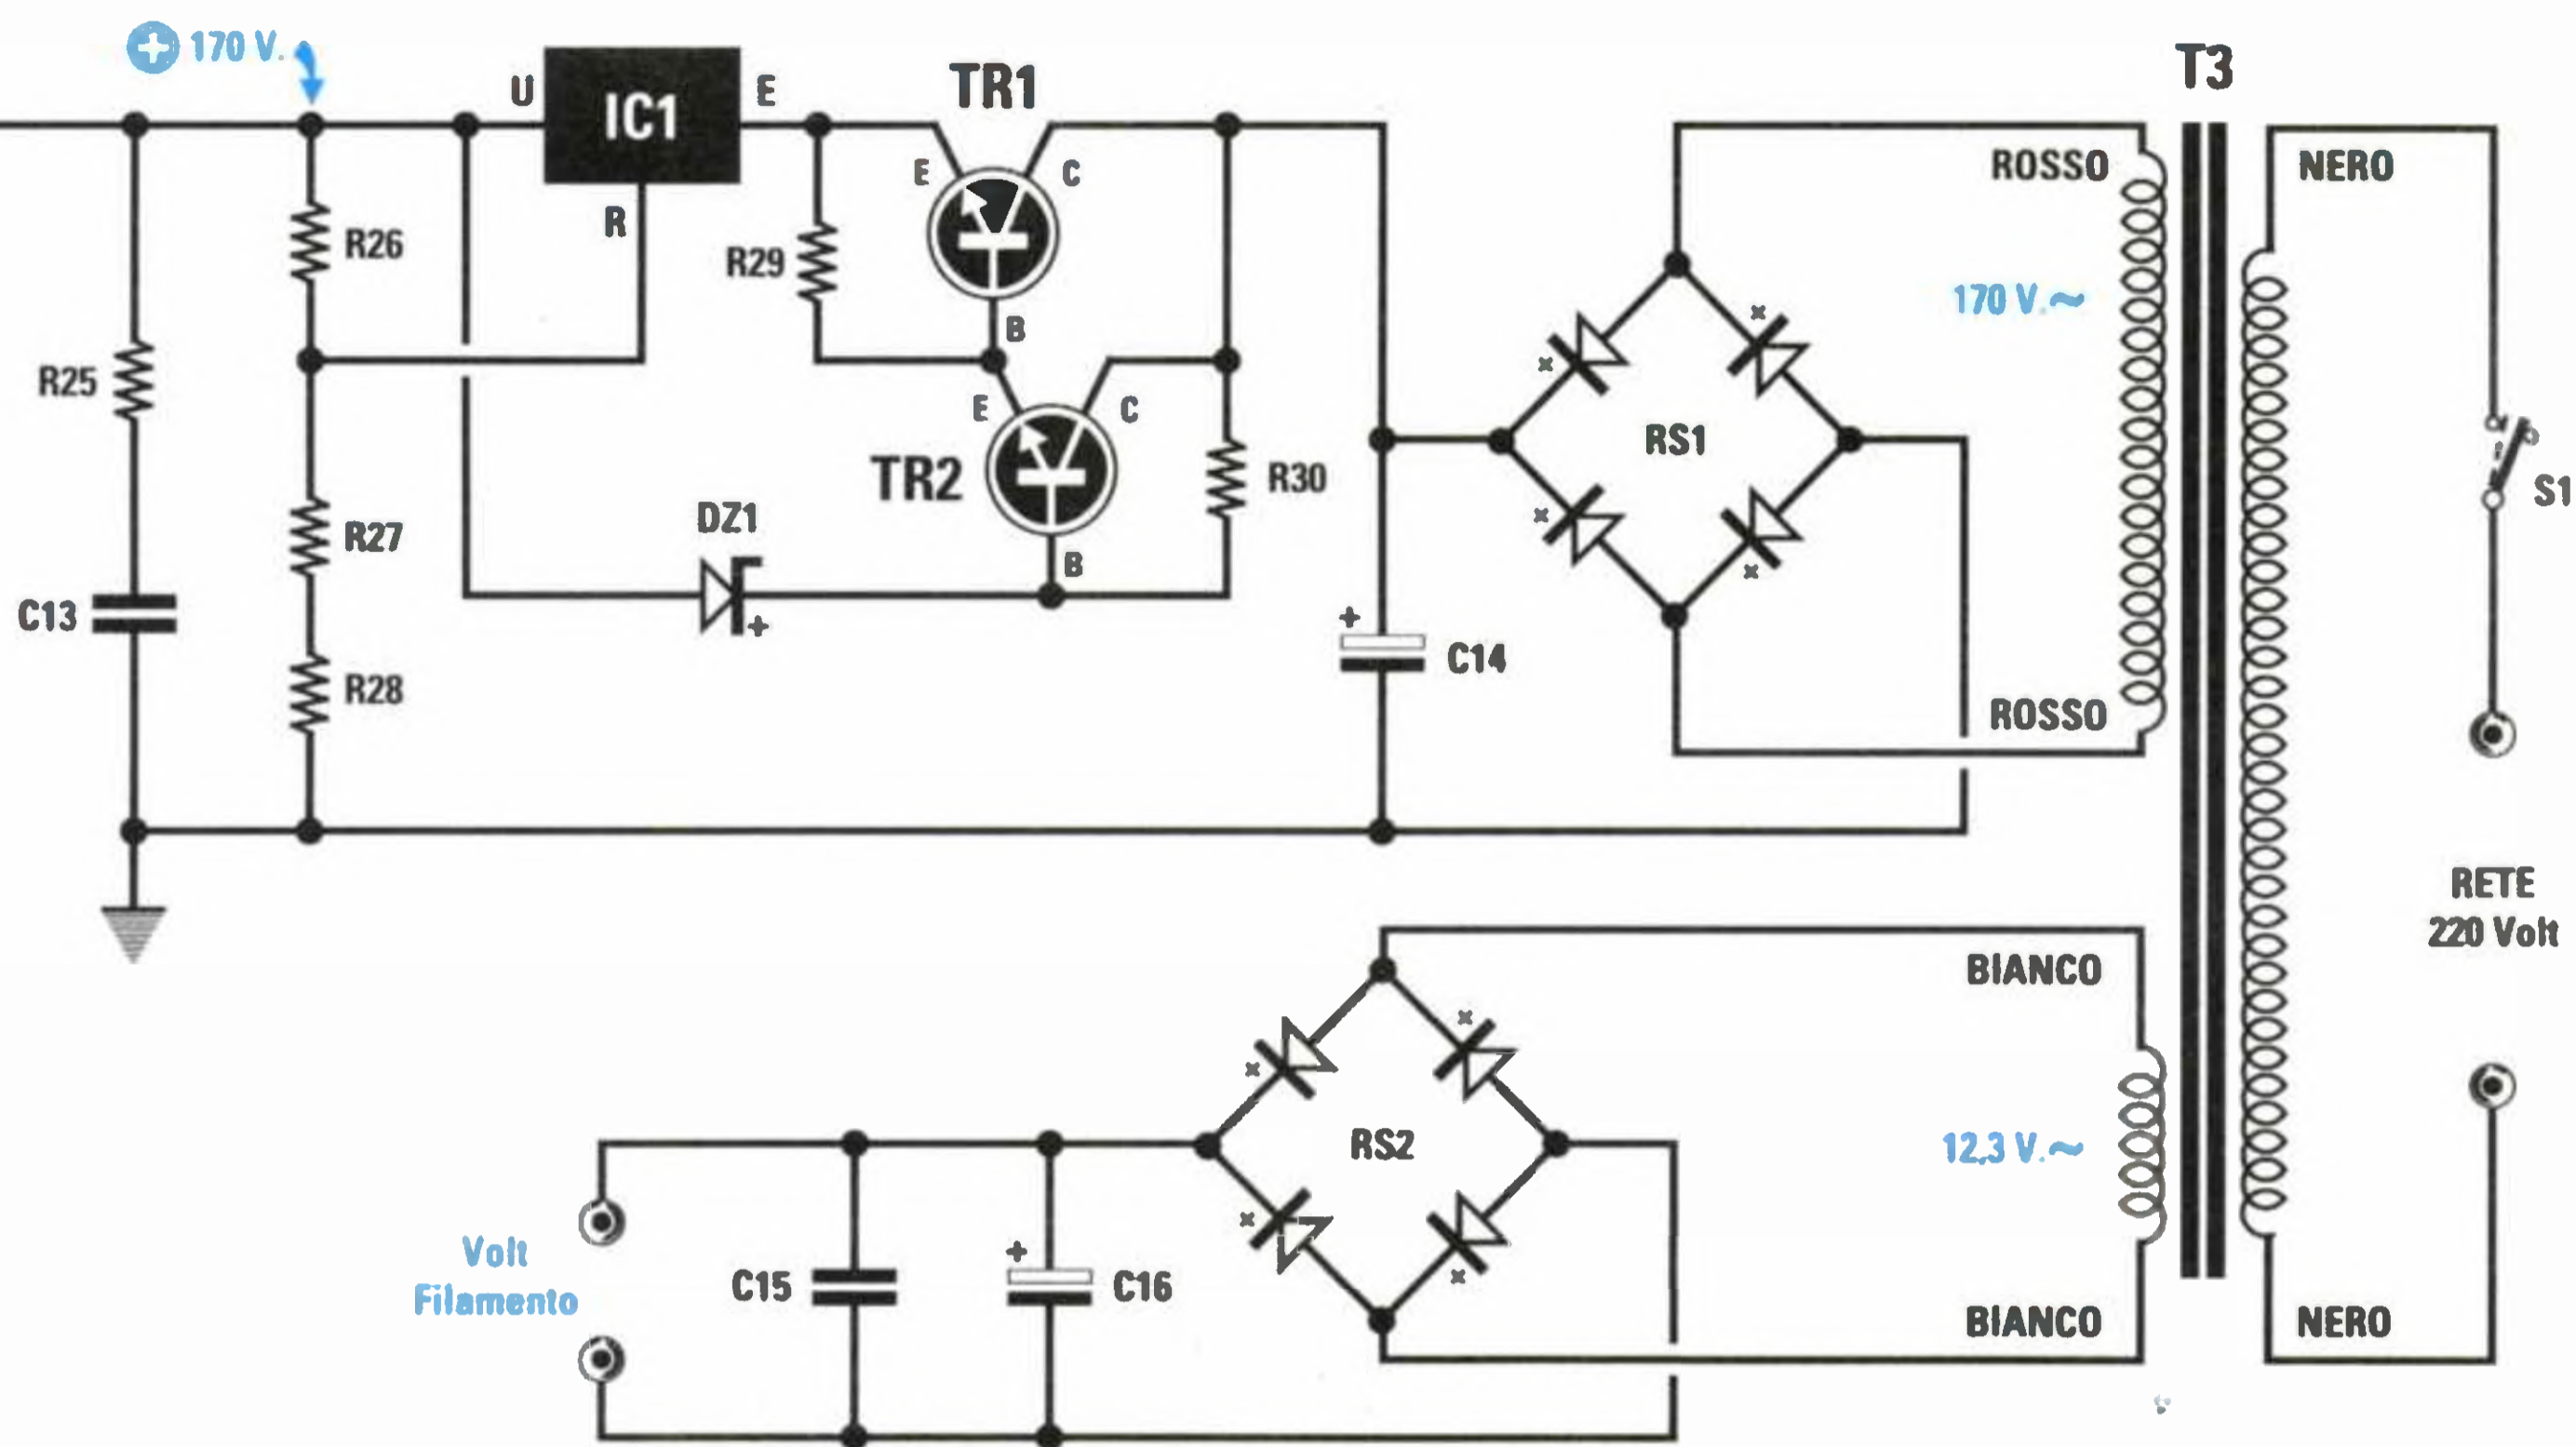 + 170 V.
U
IC1
E
TR1
T3
E
C
ROSSO
NERO
R
R26
R29
170 V.~
B
R25
E
C
RS1
TR2
R30
S1
DZ1
R27
B
+
C13
+
C14
R28
ROSSO
RETE
220 Volt
BIANCO
RS2
12,3 V.~
Volt
Filamento
+
C15
C16
BIANCO
NERO